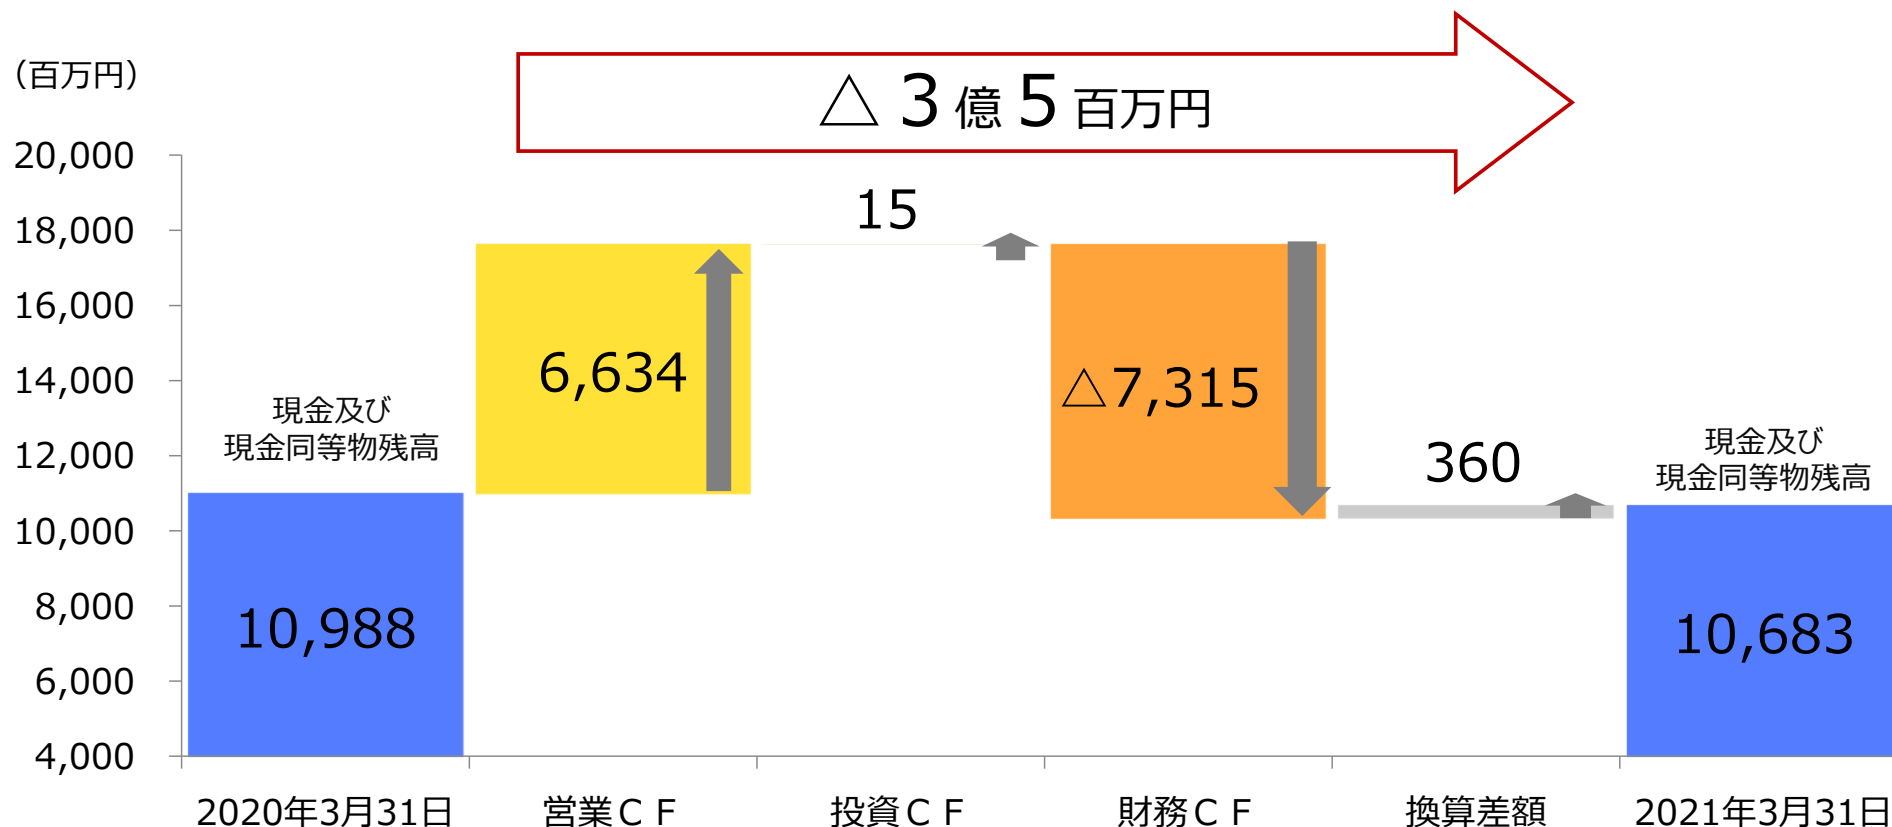 （百万円）
△ 3 億 5 百万円
20,000
18,000
16,000
14,000
12,000
10,000
8,000
6,000
4,000
現金及び
現金同等物残高
10,988
6,634
15
△7,315
360
現金及び
現金同等物残高
10,683
2020年3月31日
営業ＣＦ
投資ＣＦ
財務ＣＦ
換算差額
2021年3月31日